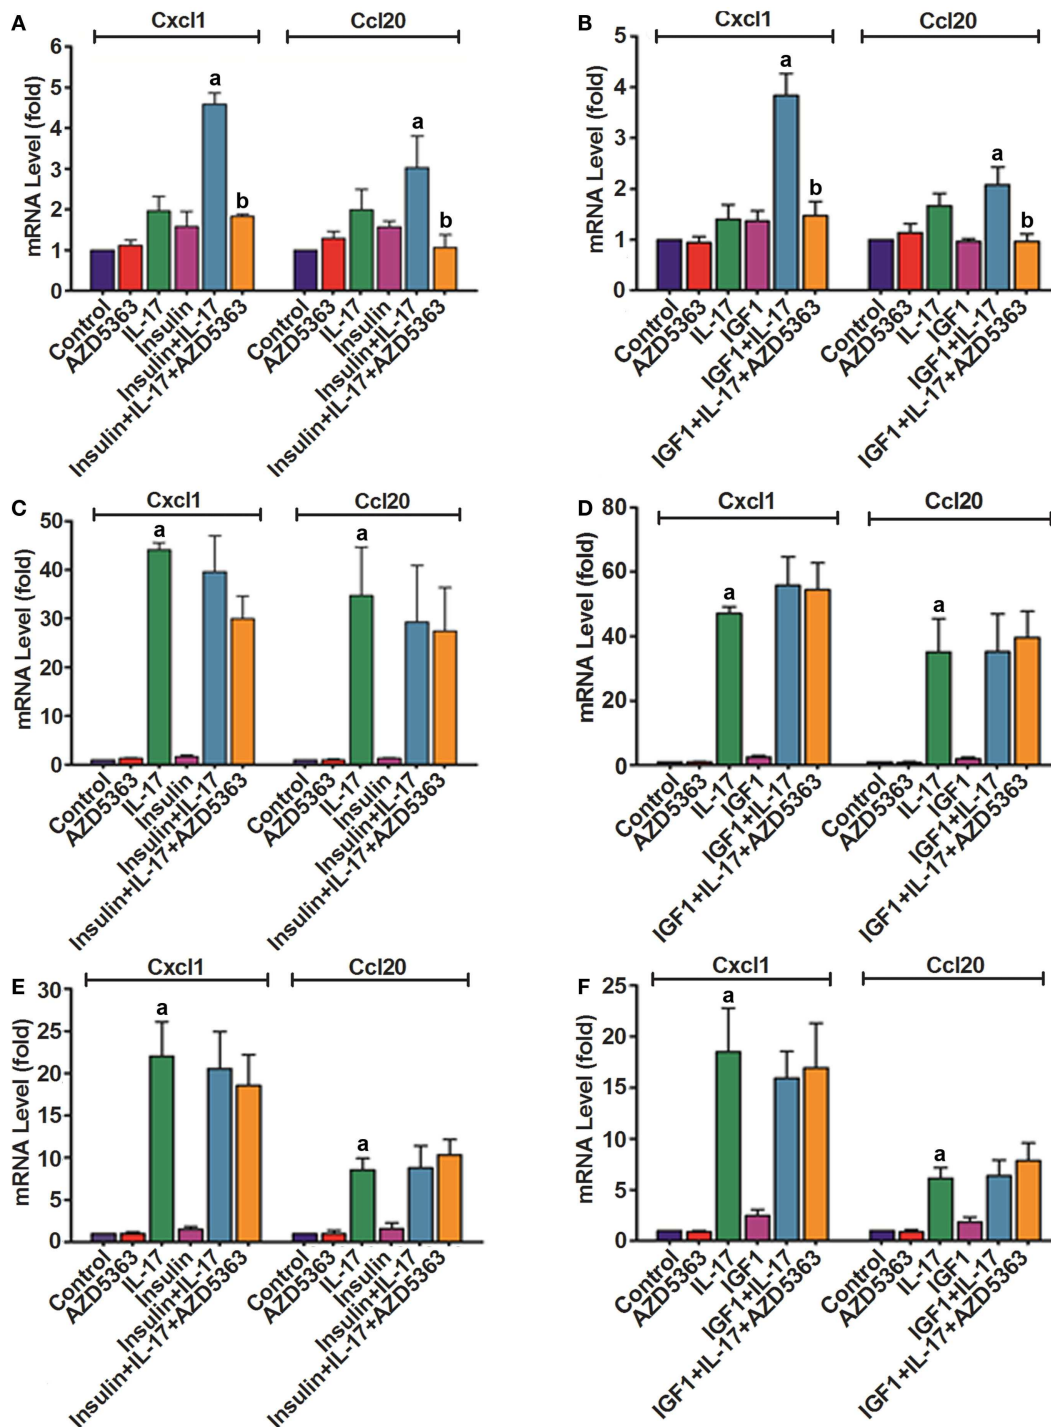 A
Cxcl1
Ccl20
mRNA Level (fold)
6
5
4
3
2
1
0
a
b
a
b
Control
AZD5363
IL-17
Insulin
Insulin+IL-17
Insulin+IL-17+AZD5363
Control
AZD5363
IL-17
Insulin
Insulin+IL-17
Insulin+IL-17+AZD5363
B
Cxcl1
Ccl20
mRNA Level (fold)
5
4
3
2
1
0
a
b
a
b
Control
AZD5363
IL-17
IGF1
IGF1+IL-17
IGF1+IL-17+AZD5363
Control
AZD5363
IL-17
IGF1
IGF1+IL-17
IGF1+IL-17+AZD5363
C
Cxcl1
Ccl20
mRNA Level (fold)
50
40
30
20
10
0
a
a
Control
AZD5363
IL-17
Insulin
Insulin+IL-17
Insulin+IL-17+AZD5363
Control
AZD5363
IL-17
Insulin
Insulin+IL-17
Insulin+IL-17+AZD5363
D
Cxcl1
Ccl20
mRNA Level (fold)
80
60
40
20
0
a
a
Control
AZD5363
IL-17
IGF1
IGF1+IL-17
IGF1+IL-17+AZD5363
Control
AZD5363
IL-17
IGF1
IGF1+IL-17
IGF1+IL-17+AZD5363
E
Cxcl1
Ccl20
mRNA Level (fold)
30
25
20
15
10
5
0
a
a
Control
AZD5363
IL-17
Insulin
Insulin+IL-17
Insulin+IL-17+AZD5363
Control
AZD5363
IL-17
Insulin
Insulin+IL-17
Insulin+IL-17+AZD5363
F
Cxcl1
Ccl20
mRNA Level (fold)
25
20
15
10
5
0
a
a
Control
AZD5363
IL-17
IGF1
IGF1+IL-17
IGF1+IL-17+AZD5363
Control
AZD5363
IL-17
IGF1
IGF1+IL-17
IGF1+IL-17+AZD5363